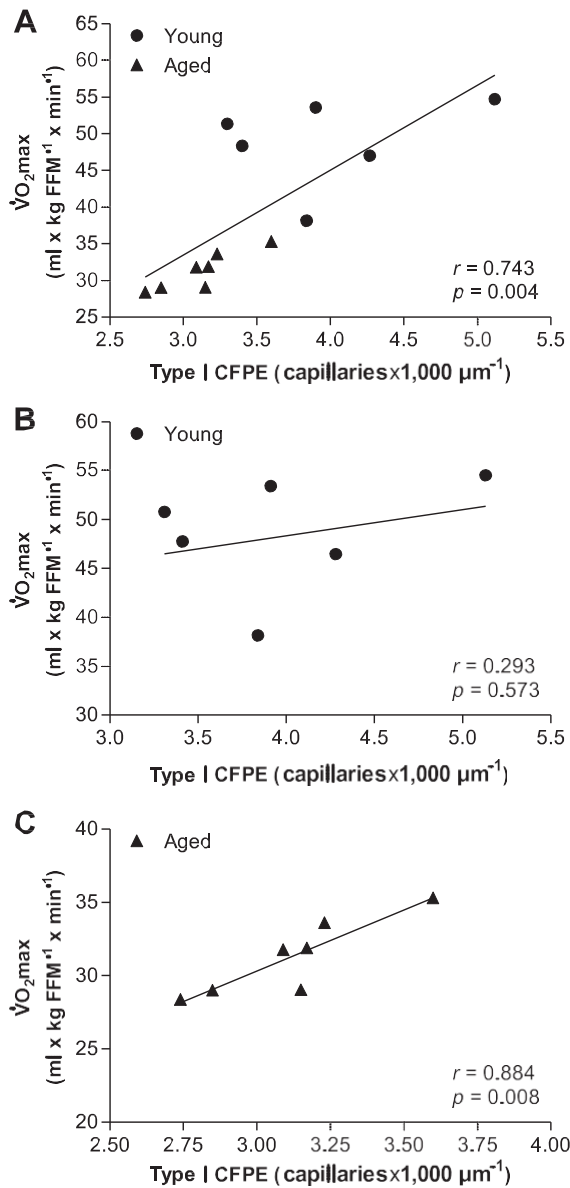 A
Young
Aged
65
60
55
50
45
40
35
30
25
V̇O₂max
(ml x kg FFM⁻¹ x min⁻¹)
r = 0.743
p = 0.004
2.5 3.0 3.5 4.0 4.5 5.0 5.5
Type I CFPE (capillaries x 1,000 µm⁻¹)
B
Young
60
55
50
45
40
35
30
V̇O₂max
(ml x kg FFM⁻¹ x min⁻¹)
r = 0.293
p = 0.573
3.0 3.5 4.0 4.5 5.0 5.5
Type I CFPE (capillaries x 1,000 µm⁻¹)
C
Aged
40
35
30
25
20
V̇O₂max
(ml x kg FFM⁻¹ x min⁻¹)
r = 0.884
p = 0.008
2.50 2.75 3.00 3.25 3.50 3.75 4.00
Type I CFPE (capillaries x 1,000 µm⁻¹)